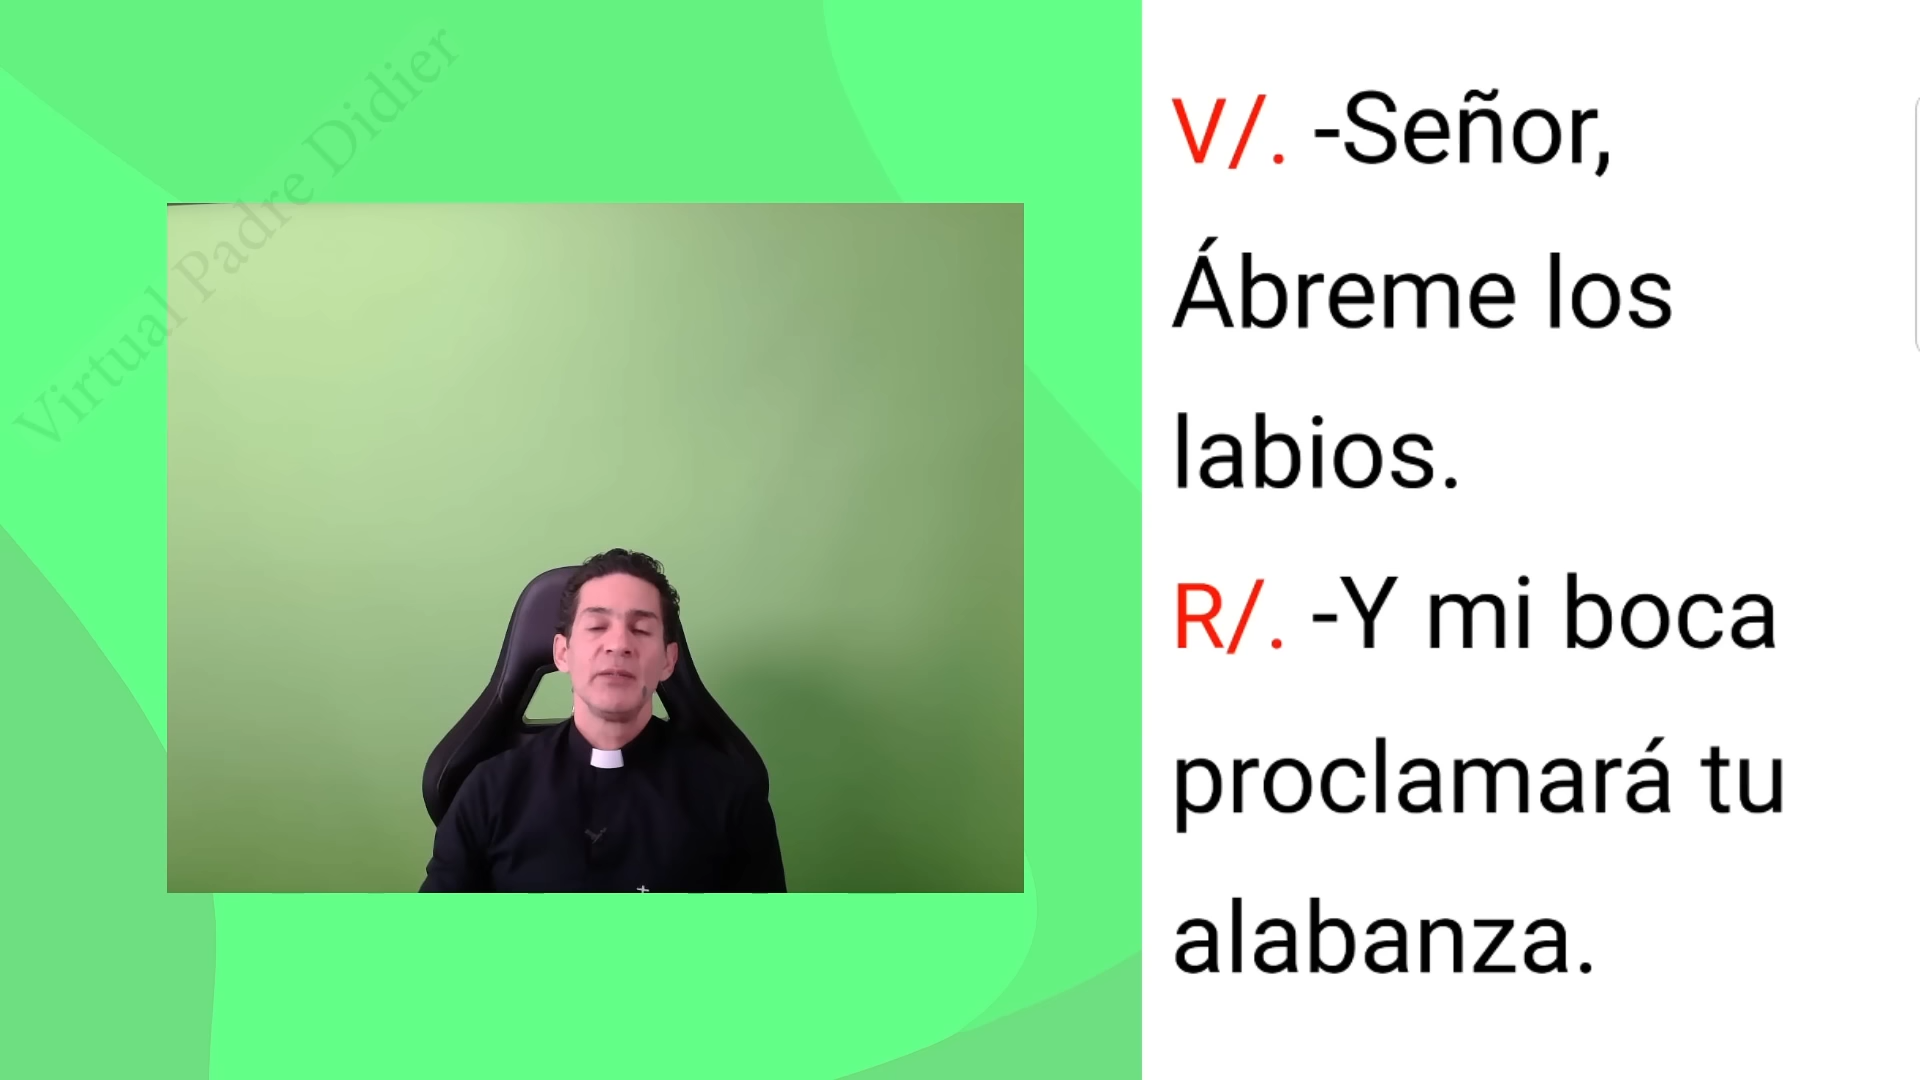 Virtual Padre Didier
V/. -Señor,
Ábreme los
labios.
R/. -Y mi boca
proclamará tu
alabanza.